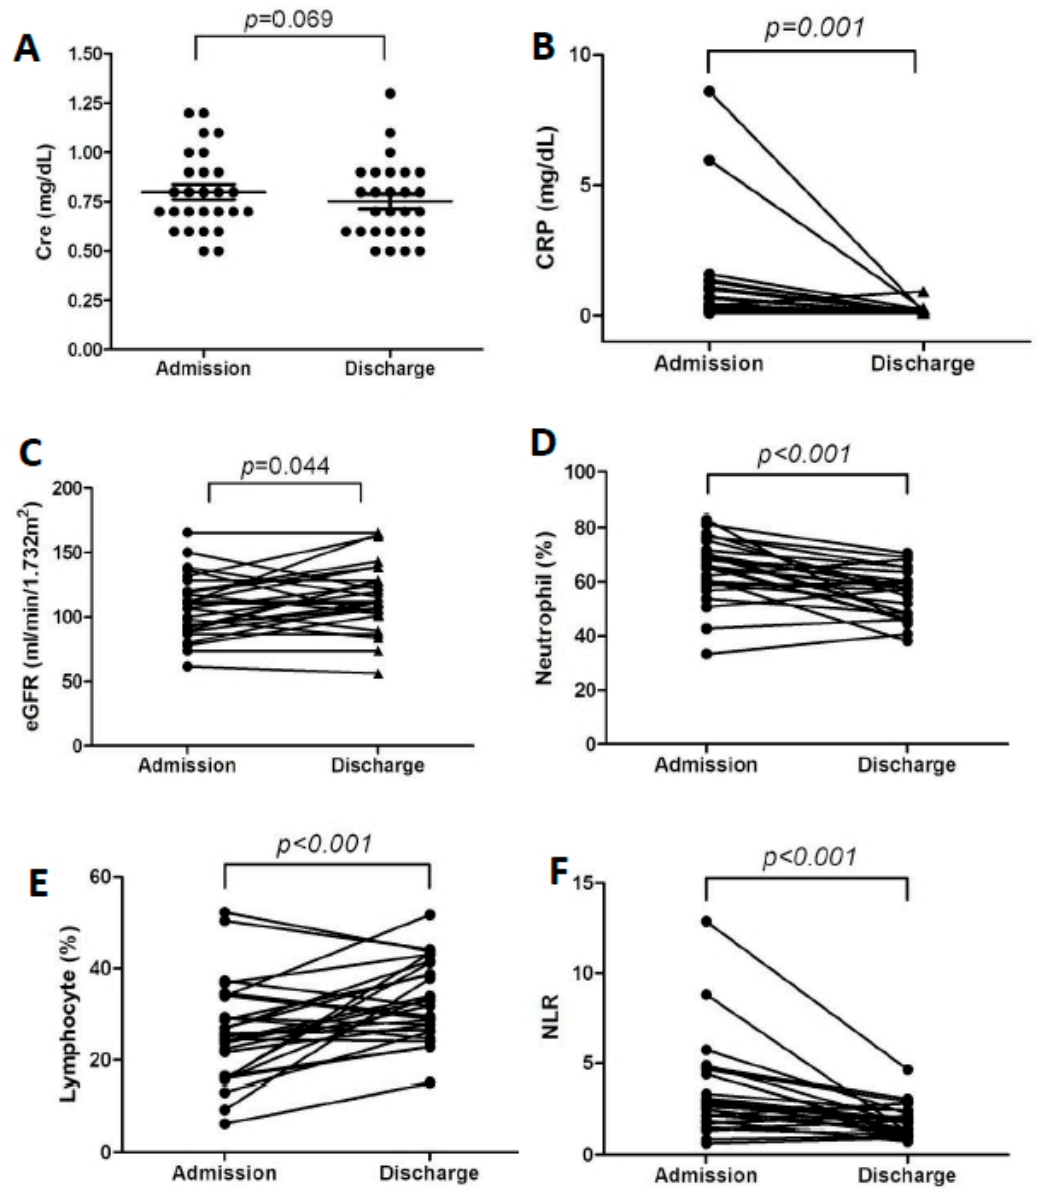 A
p=0.069
Cre (mg/dL)
1.50
1.25
1.00
0.75
0.50
0.25
0.00
Admission Discharge
B
p=0.001
CRP (mg/dL)
10
5
0
Admission Discharge
C
p=0.044
eGFR (ml/min/1.732m²)
200
150
100
50
0
Admission Discharge
D
p<0.001
Neutrophil (%)
100
80
60
40
20
0
Admission Discharge
E
p<0.001
Lymphocyte (%)
60
40
20
0
Admission Discharge
F
p<0.001
NLR
15
10
5
0
Admission Discharge